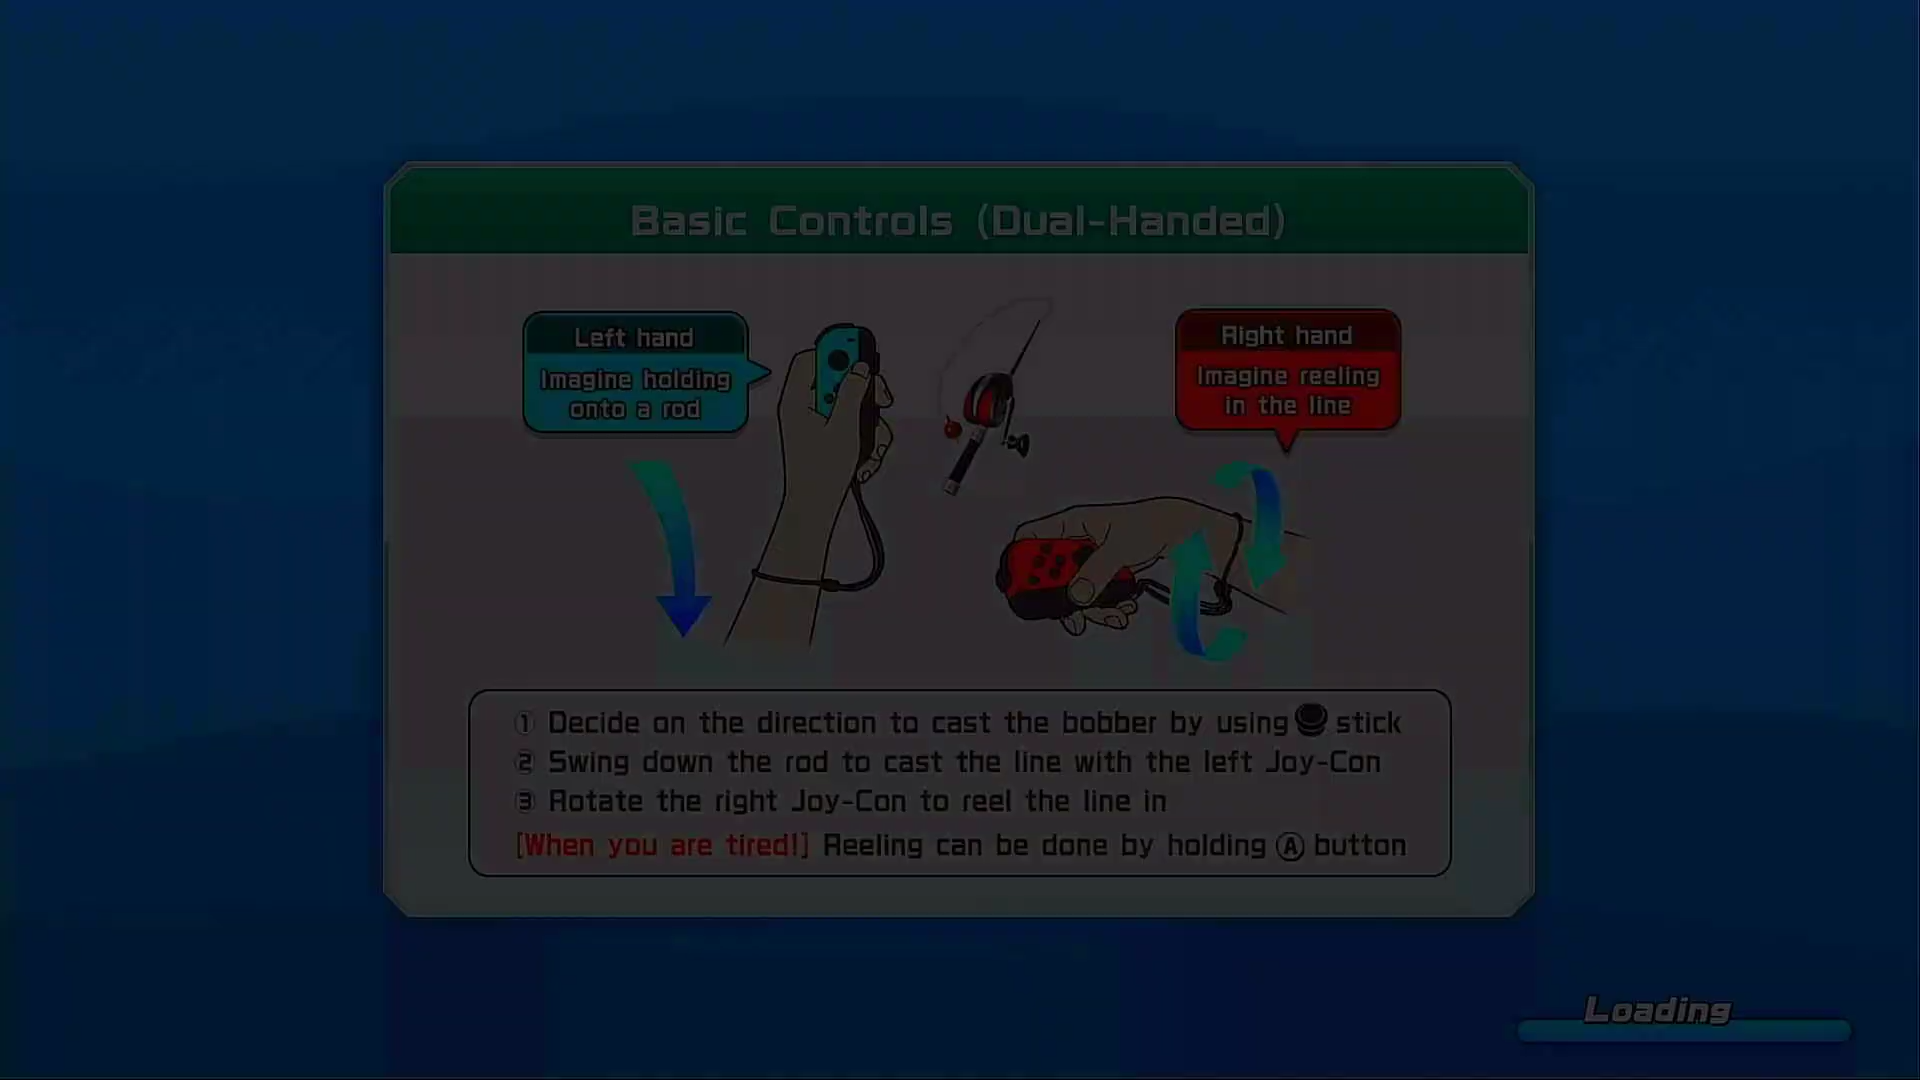 Basic Controls (Dual-Handed)
Left hand
Imagine holding
onto a rod
Right hand
Imagine reeling
in the line
① Decide on the direction to cast the bobber by using stick
② Swing down the rod to cast the line with the left Joy-Con
③ Rotate the right Joy-Con to reel the line in
[When you are tired!] Reeling can be done by holding Ⓐ button
Loading